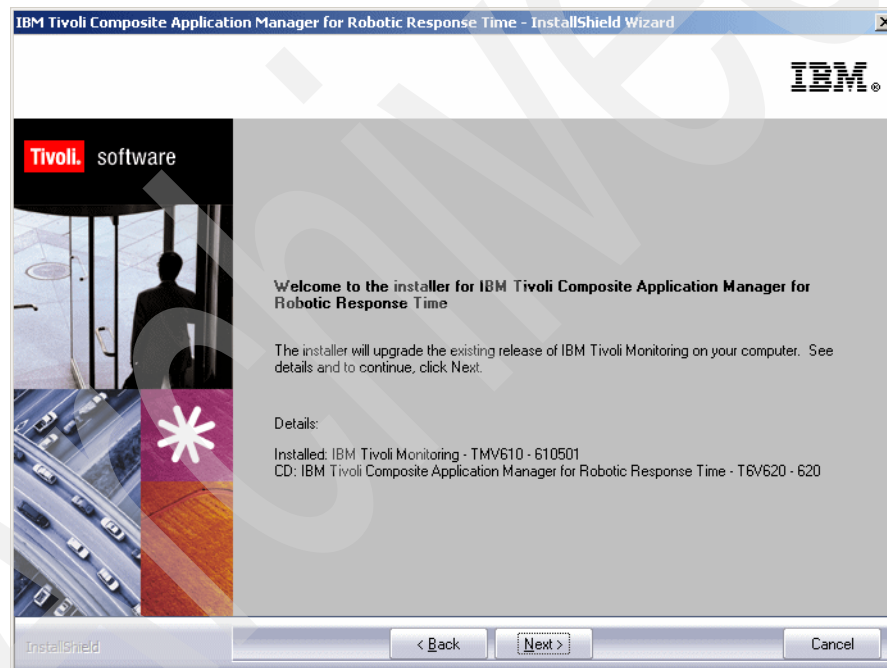 IBM Tivoli Composite Application Manager for Robotic Response Time - InstallShield Wizard
IBM®
Tivoli. software
Welcome to the installer for IBM Tivoli Composite Application Manager for
Robotic Response Time
The installer will upgrade the existing release of IBM Tivoli Monitoring on your computer. See
details and to continue, click Next.
Details:
Installed: IBM Tivoli Monitoring - TMV610 - 610501
CD: IBM Tivoli Composite Application Manager for Robotic Response Time - T6V620 - 620
InstallShield
< Back
Next >
Cancel